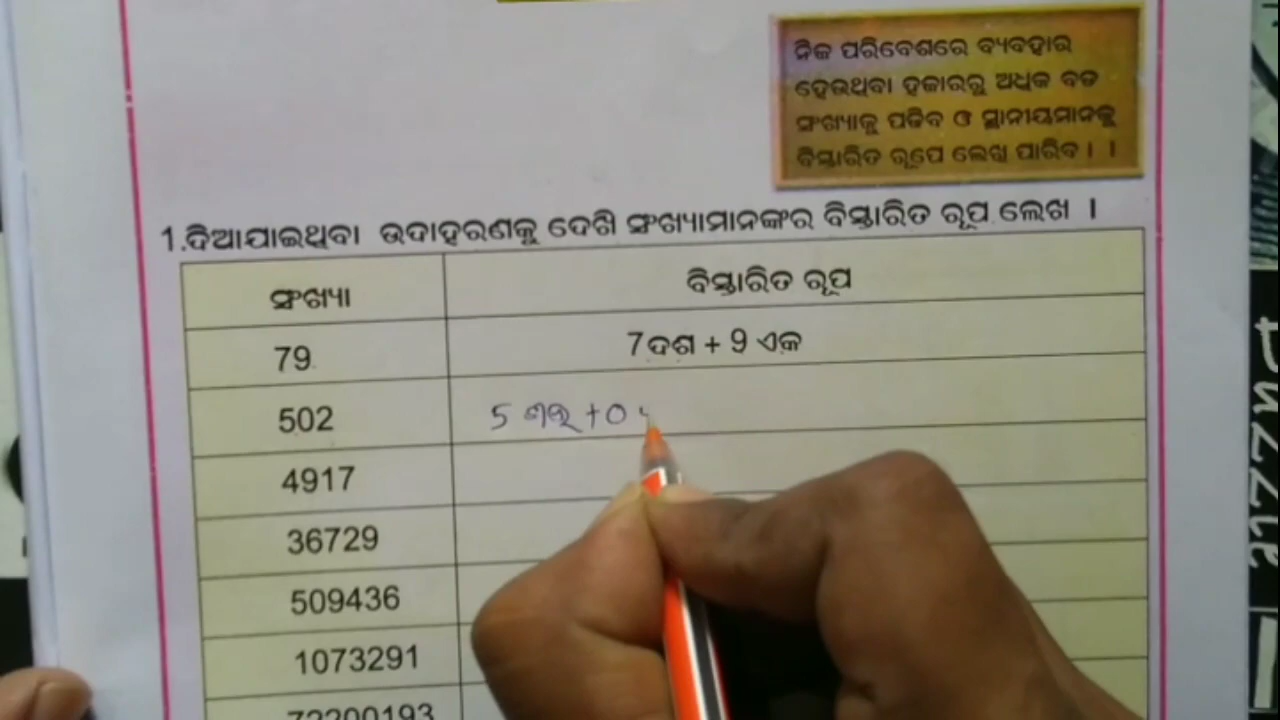 ନିଜ ପରିବେଶରେ ବ୍ୟବହାର
ହେଉଥିବା ହଜାରରୁ ଅଧିକ ବଡ
ସଂଖ୍ୟାକୁ ପଢିବ ଓ ସ୍ଥାନୀୟମାନକୁ
ବିସ୍ତାରିତ ରୂପେ ଲେଖି ପାରିବା ।
1.ଦିଆଯାଇଥିବା ଉଦାହରଣକୁ ଦେଖି ସଂଖ୍ୟାମାନଙ୍କର ବିସ୍ତାରିତ ରୂପ ଲେଖ ।
ସଂଖ୍ୟା ବିସ୍ତାରିତ ରୂପ
79 7ଦଶ + 9 ଏକ
502 5 ଶହ + 0
4917
36729
509436
1073291
72200193